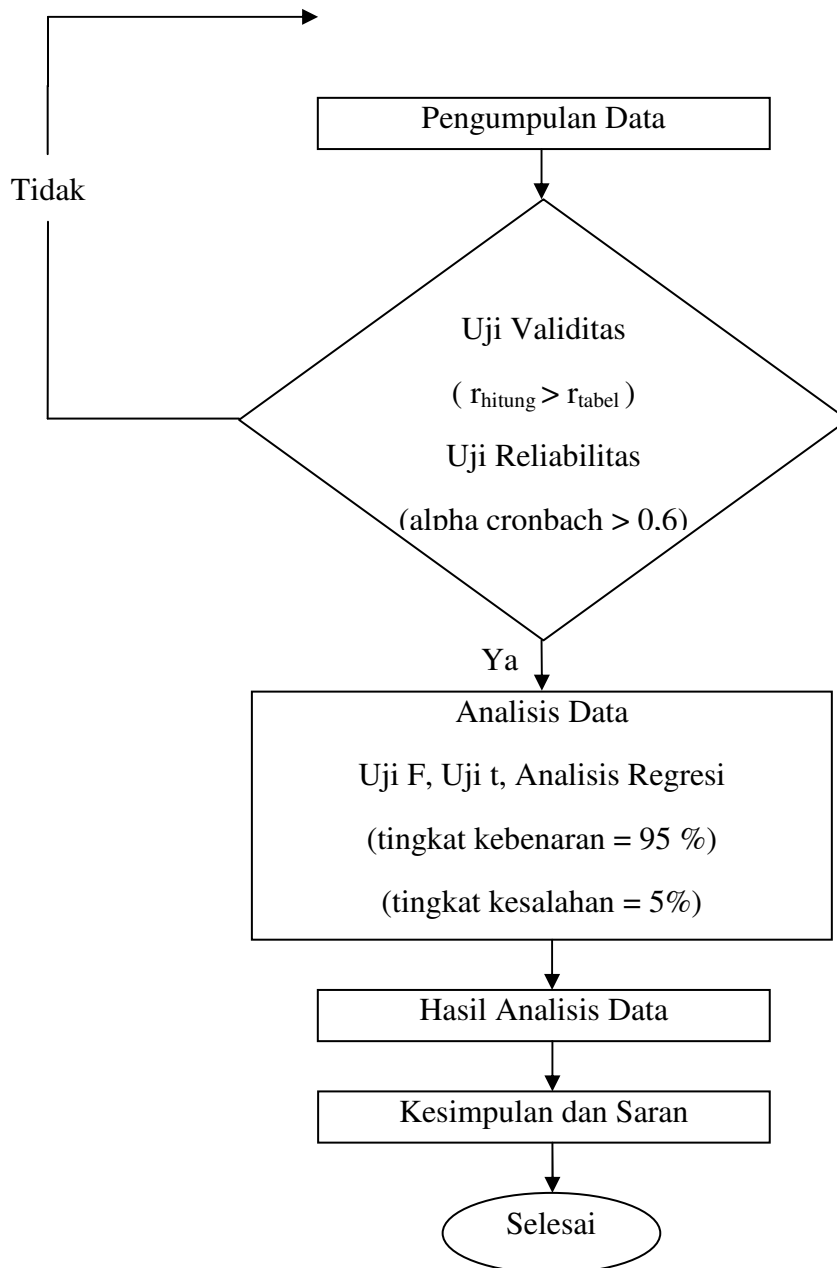 Pengumpulan Data
Tidak
Uji Validitas
( rhitung > rtabel )
Uji Reliabilitas
(alpha cronbach > 0.6)
Ya
Analisis Data
Uji F, Uji t, Analisis Regresi
(tingkat kebenaran = 95 %)
(tingkat kesalahan = 5%)
Hasil Analisis Data
Kesimpulan dan Saran
Selesai